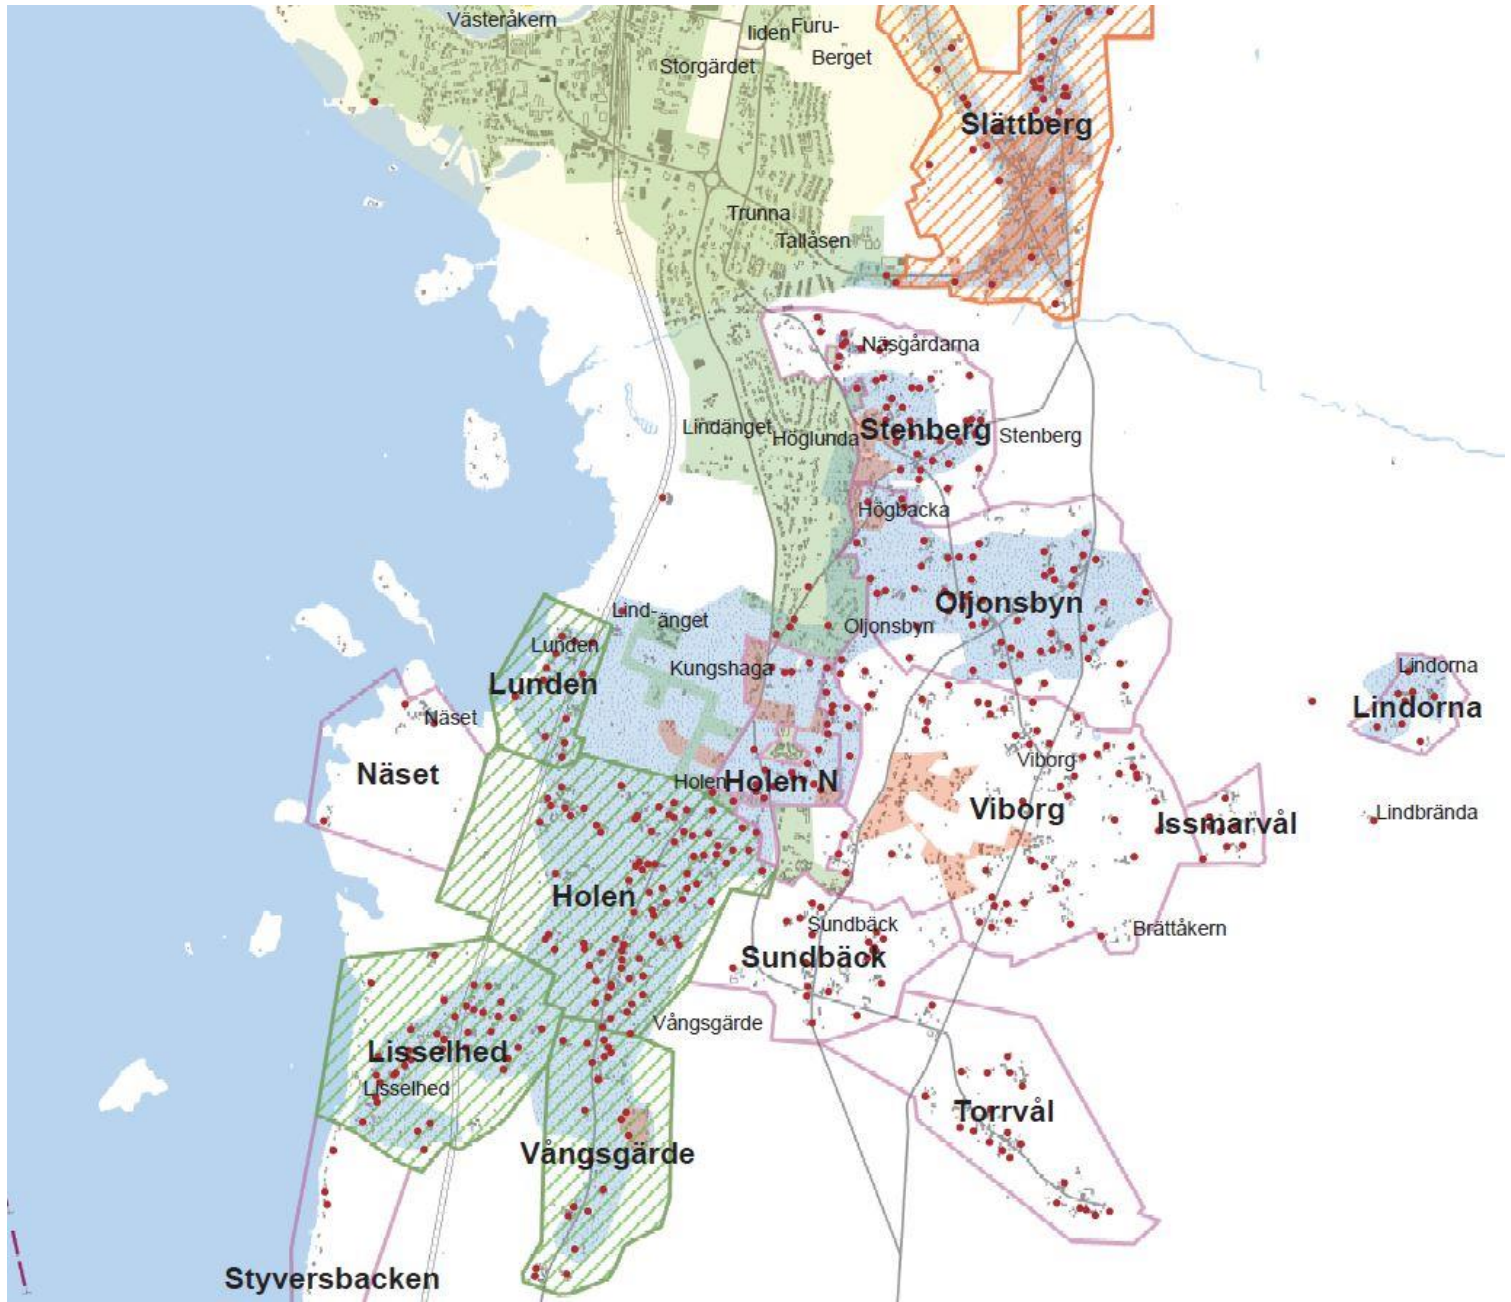 Västeråkern
liden
Furu-
Berget
Storgärdet
Slättberg
Trunna
Tallåsen
Näsgårdarna
Lindänget
Höglunda
Stenberg
Stenberg
Högbacka
Oljonsbyn
Oljonsbyn
Lind-
änget
Lunden
Kungshaga
Lunden
Lindorna
Lindorna
Näset
Näset
Holen
Holen N
Viborg
Viborg
Issmarvål
Lindbrända
Holen
Sundbäck
Sundbäck
Brättåkern
Vångsgärde
Lisselhed
Lisselhed
Torrvål
Vångsgärde
Styversbacken